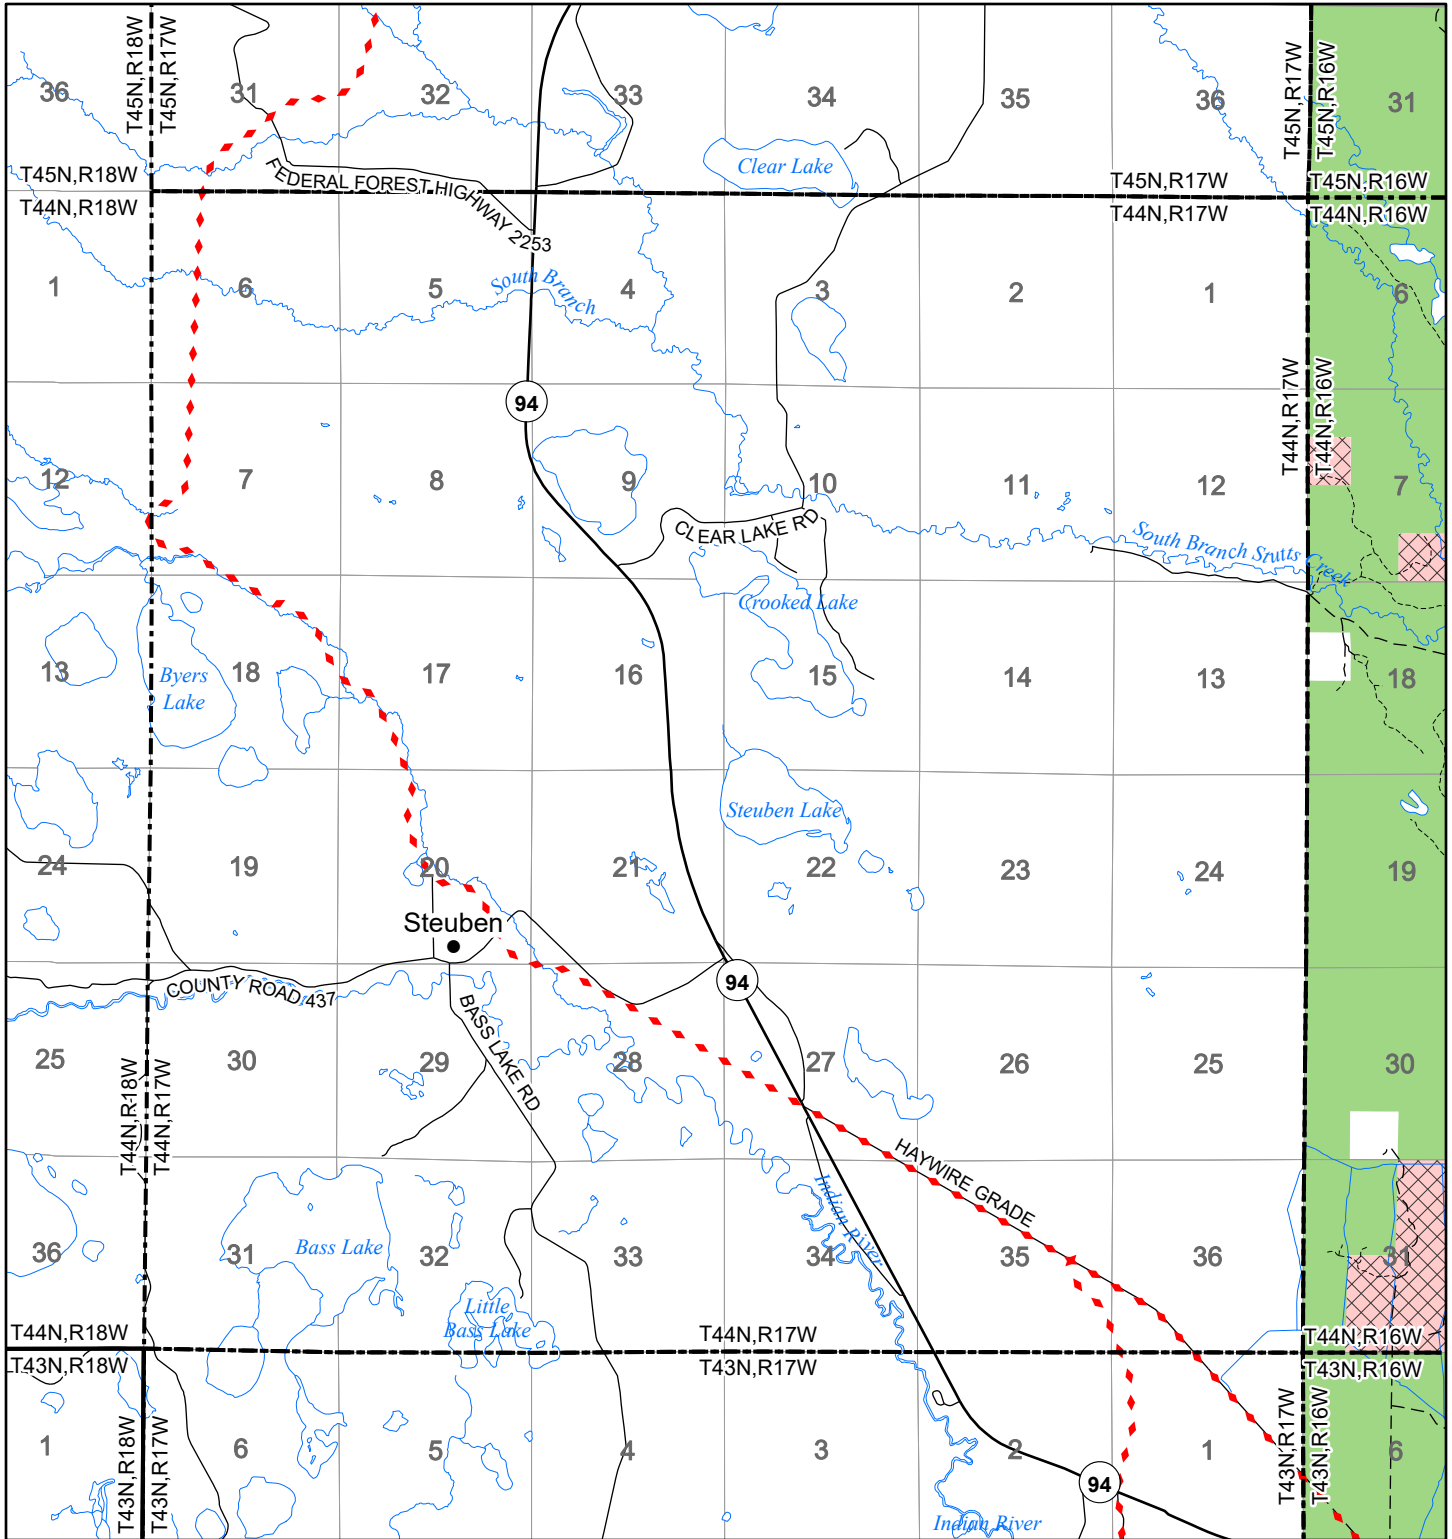 T45N,R18W
T45N,R17W
T45N,R17W
T45N,R16W
36
31
32
33
34
35
36
31
Clear Lake
T45N,R18W
T45N,R17W
T45N,R16W
T44N,R18W
T44N,R17W
T44N,R16W
FEDERAL FOREST HIGHWAY 2253
South Branch
1
6
5
4
3
2
1
6
94
T44N,R17W
T44N,R16W
12
7
8
9
10
11
12
7
CLEAR LAKE RD
South Branch Stutts Creek
Crooked Lake
13
Byers
Lake
18
17
16
15
14
13
18
Steuben Lake
24
19
20
21
22
23
24
19
Steuben
COUNTY ROAD 437
94
BASS LAKE RD
25
30
29
28
27
26
25
30
T44N,R18W
T44N,R17W
HAYWIRE GRADE
Indian River
36
31
Bass Lake
32
33
34
35
36
31
Little
Bass Lake
T44N,R18W
T44N,R17W
T44N,R16W
T43N,R18W
T43N,R17W
T43N,R16W
T43N,R18W
T43N,R17W
T43N,R17W
T43N,R16W
1
6
5
4
3
2
1
6
94
Indian River